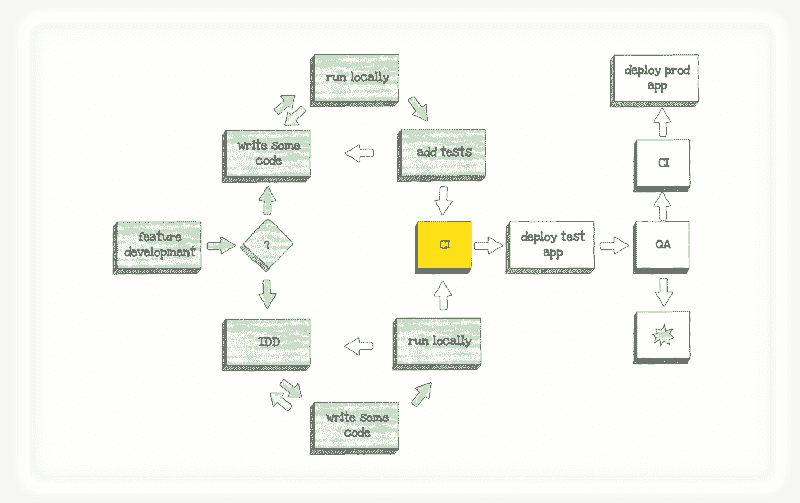 run locally
deploy prod
app
write some
code
add tests
CI
feature
development
?
CI
deploy test
app
QA
IDD
run locally
write some
code